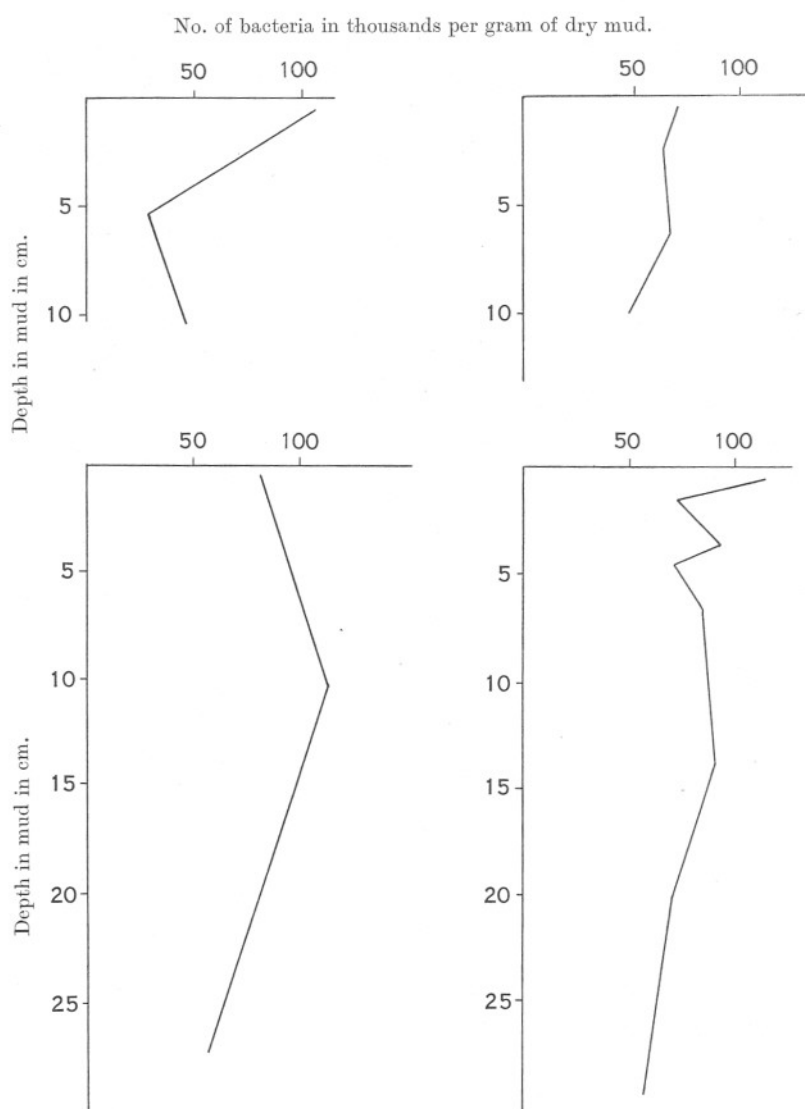 No. of bacteria in thousands per gram of dry mud.
50 100 50 100
5 5
10 10
Depth in mud in cm.
50 100 50 100
5 5
10 10
15 15
20 20
25 25
Depth in mud in cm.